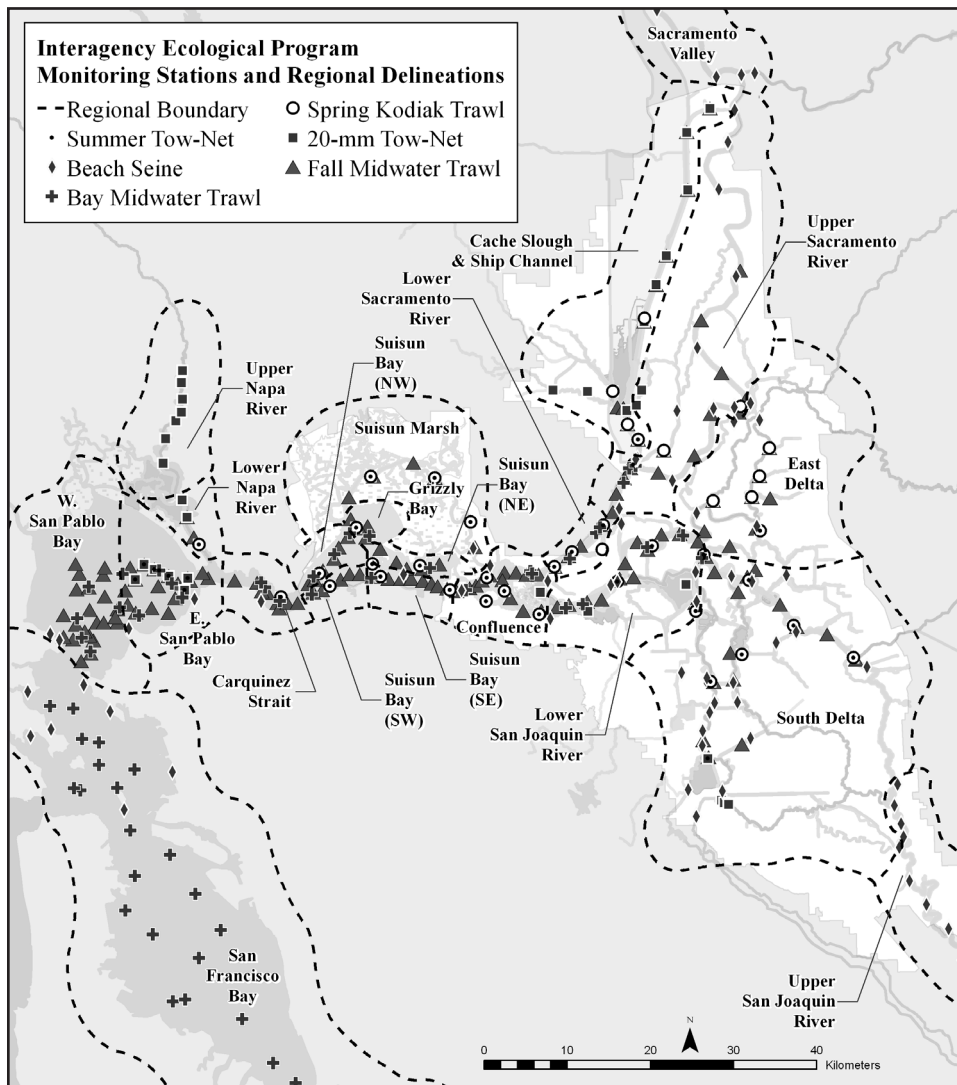 Interagency Ecological Program
Monitoring Stations and Regional Delineations
Regional Boundary
Spring Kodiak Trawl
Summer Tow-Net
20-mm Tow-Net
Beach Seine
Fall Midwater Trawl
Bay Midwater Trawl
Sacramento
Valley
Cache Slough
& Ship Channel
Upper
Sacramento
River
Lower
Sacramento
River
Suisun
Bay
(NW)
Upper
Napa
River
Suisun Marsh
Lower
Napa
River
Grizzly
Bay
Suisun
Bay
(NE)
East
Delta
W.
San Pablo
Bay
E.
San Pablo
Bay
Confluence
Carquinez
Strait
Suisun
Bay
(SW)
Suisun
Bay
(SE)
Lower
San Joaquin
River
South Delta
San
Francisco
Bay
Upper
San Joaquin
River
N
0 10 20 30 40
Kilometers